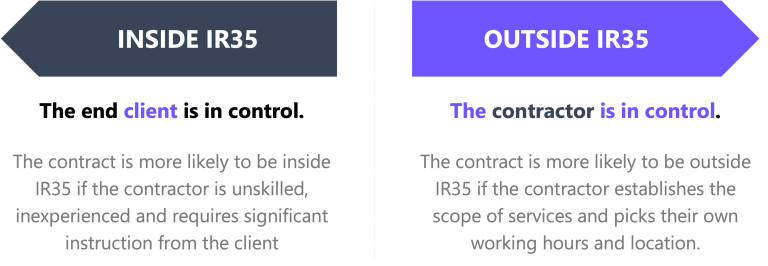 INSIDE IR35
The end client is in control.
The contract is more likely to be inside
IR35 if the contractor is unskilled,
inexperienced and requires significant
instruction from the client
OUTSIDE IR35
The contractor is in control.
The contract is more likely to be outside
IR35 if the contractor establishes the
scope of services and picks their own
working hours and location.